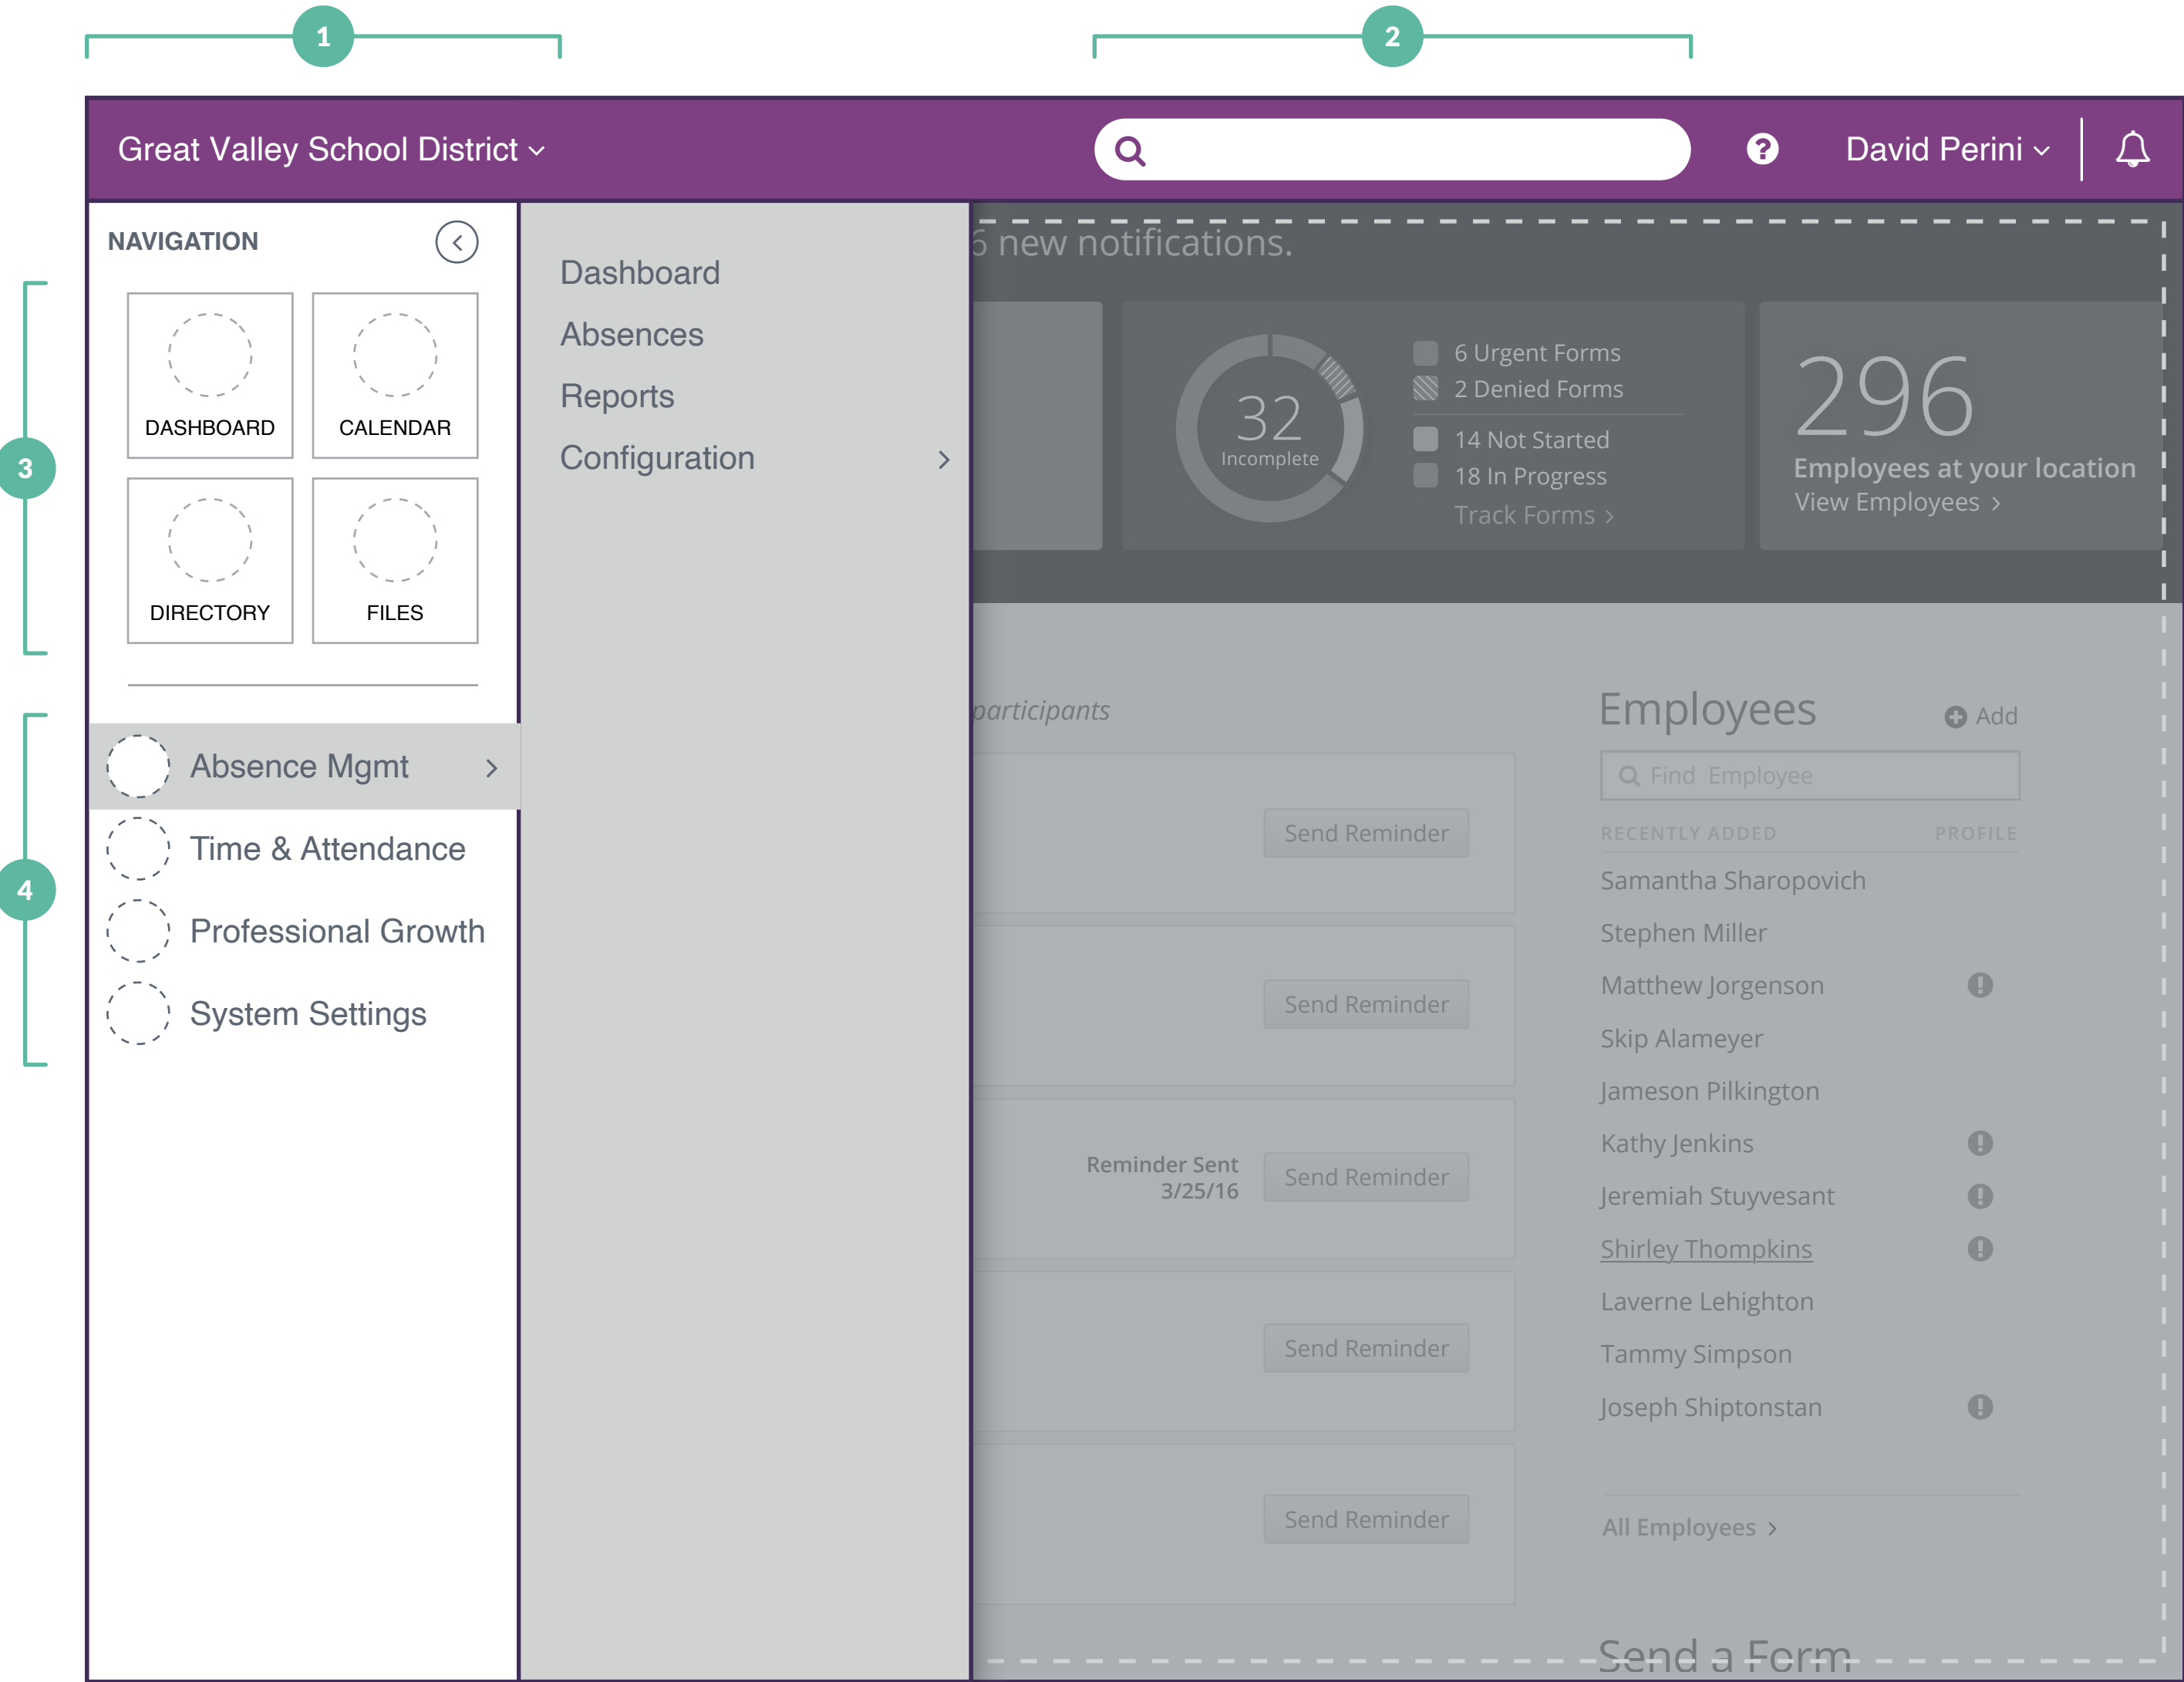 1
2
Great Valley School District
David Perini
NAVIGATION
3
DASHBOARD
CALENDAR
DIRECTORY
FILES
4
Absence Mgmt
Time & Attendance
Professional Growth
System Settings
Dashboard
Absences
Reports
Configuration
6 new notifications.
32
Incomplete
6 Urgent Forms
2 Denied Forms
14 Not Started
18 In Progress
Track Forms
296
Employees at your location
View Employees
participants
Send Reminder
Send Reminder
Reminder Sent
3/25/16
Send Reminder
Send Reminder
Send Reminder
Employees
Add
Find Employee
RECENTLY ADDED PROFILE
Samantha Sharopovich
Stephen Miller
Matthew Jorgenson
Skip Alameyer
Jameson Pilkington
Kathy Jenkins
Jeremiah Stuyvesant
Shirley Thompkins
Laverne Lehighton
Tammy Simpson
Joseph Shiptonstan
All Employees
Send a Form